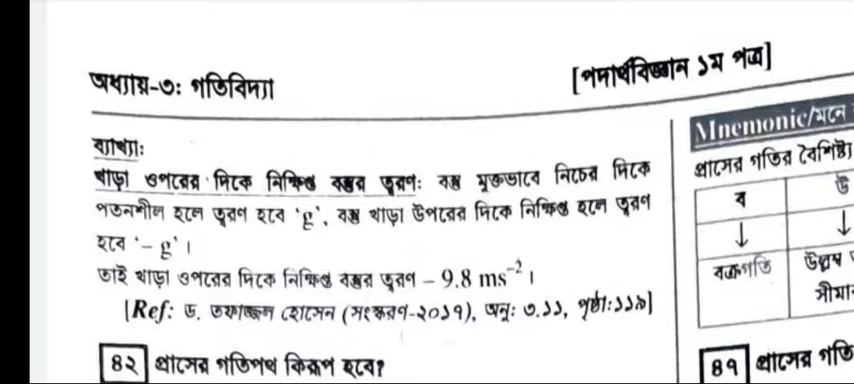 অধ্যায়-৩: গতিবিদ্যা
[পদার্থবিজ্ঞান ১ম পত্র]
ব্যাখ্যা:
খাড়া ওপরের দিকে নিক্ষিপ্ত বস্তুর ত্বরণ: বস্তু মুক্তভাবে নিচের দিকে
পতনশীল হলে ত্বরণ হবে ‘g’, বস্তু খাড়া উপরের দিকে নিক্ষিপ্ত হলে ত্বরণ
হবে ‘– g’।
তাই খাড়া ওপরের দিকে নিক্ষিপ্ত বস্তুর ত্বরণ – 9.8 ms⁻²।
[Ref: ড. তফাজ্জল হোসেন (সংস্করণ-২০১৭), অনু: ৩.১১, পৃষ্ঠা:১১৯]
৪২ প্রাসের গতিপথ কিরূপ হবে?
Mnemonic/মনে
প্রাসের গতির বৈশিষ্ট্য
ব উ
↓ ↓
বক্রগতি উল্লম্ব
সীমা
৪৭ প্রাসের গতি